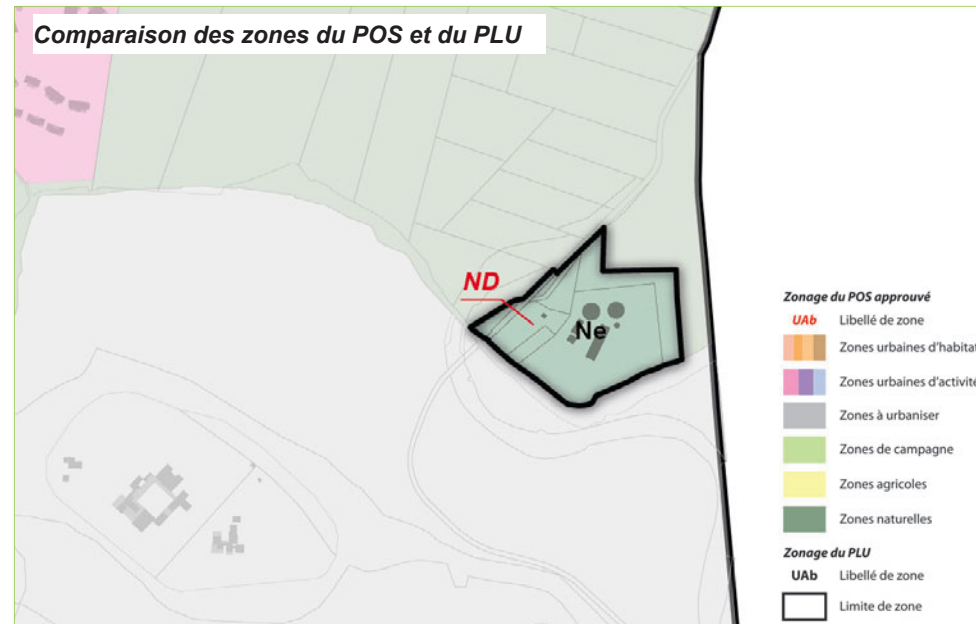 Comparaison des zones du POS et du PLU
ND
Ne
Zonage du POS approuvé
UAb Libellé de zone
Zones urbaines d'habitat
Zones urbaines d'activité
Zones à urbaniser
Zones de campagne
Zones agricoles
Zones naturelles
Zonage du PLU
UAb Libellé de zone
Limite de zone